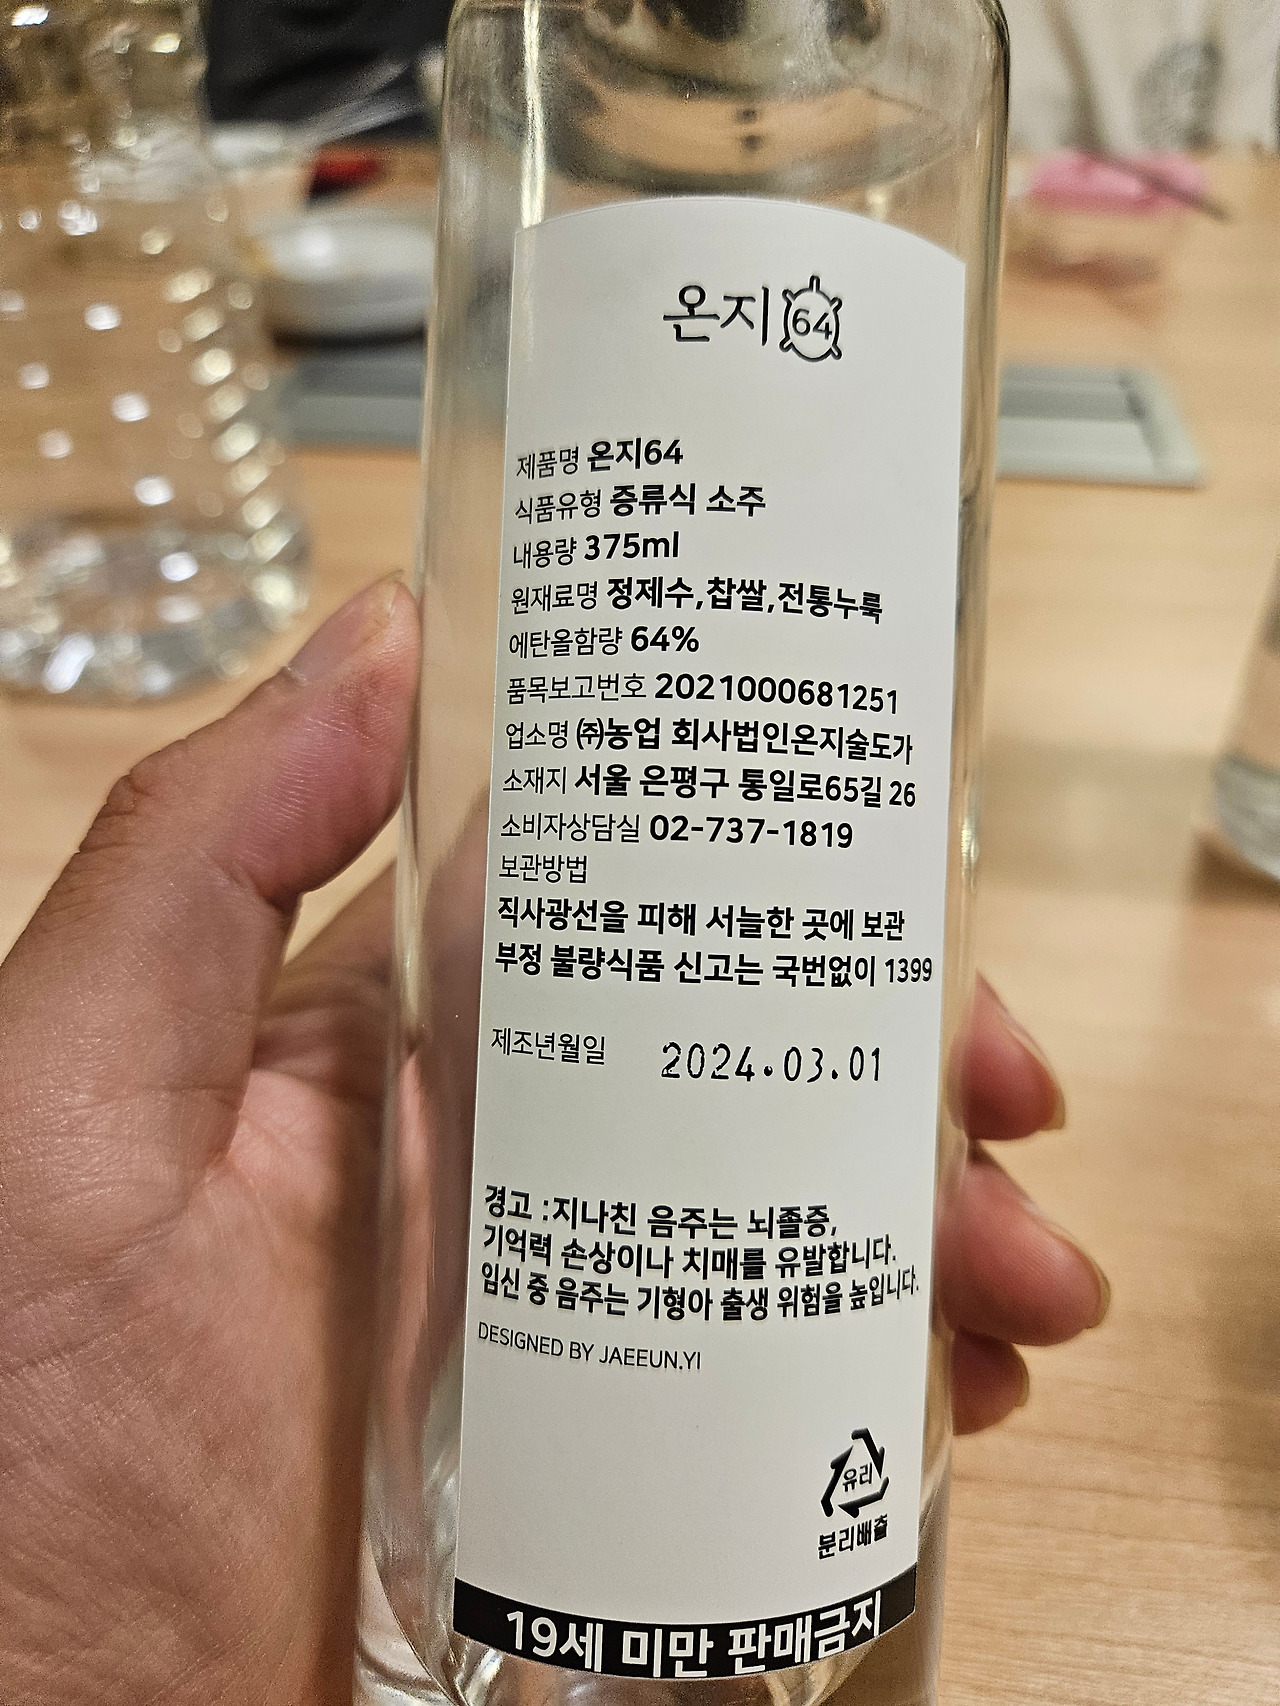 온지64
제품명 온지64
식품유형 증류식 소주
내용량 375ml
원재료명 정제수,찹쌀,전통누룩
에탄올함량 64%
품목보고번호 2021000681251
업소명 ㈜농업 회사법인온지술도가
소재지 서울 은평구 통일로65길 26
소비자상담실 02-737-1819
보관방법
직사광선을 피해 서늘한 곳에 보관
부정 불량식품 신고는 국번없이 1399
제조년월일 2024.03.01
경고 :지나친 음주는 뇌졸증,
기억력 손상이나 치매를 유발합니다.
임신 중 음주는 기형아 출생 위험을 높입니다.
DESIGNED BY JAEEUN.YI
유리
분리배출
19세 미만 판매금지